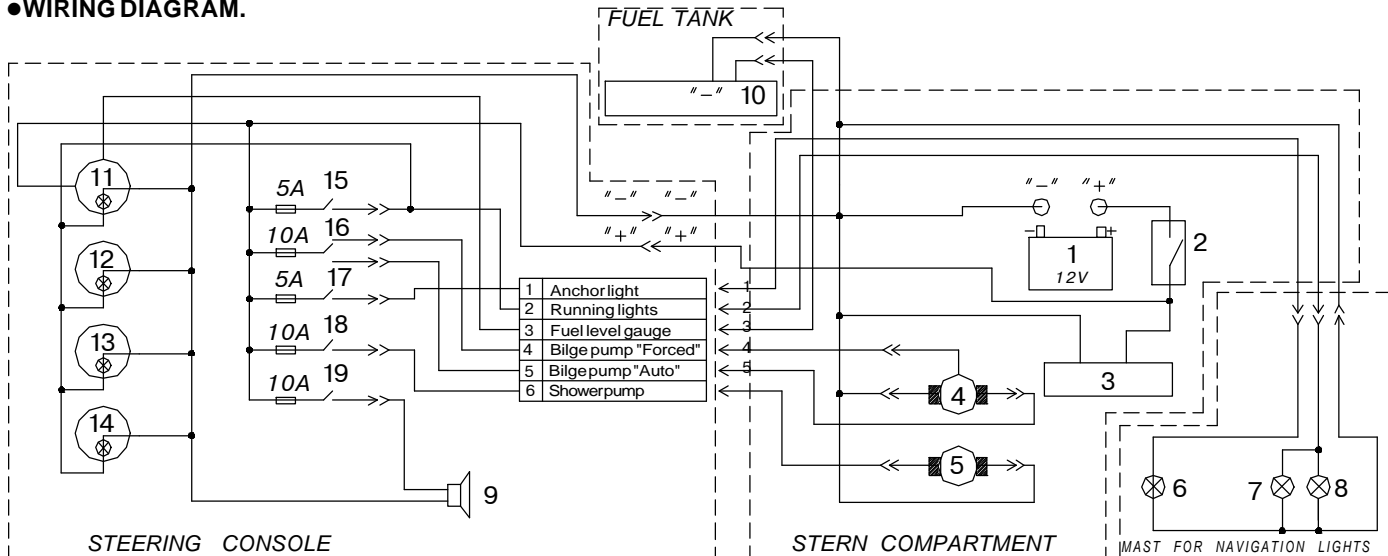 ●WIRING DIAGRAM.
FUEL TANK
"–" 10
11
5A 15
10A 16
12
5A 17
13
10A 18
10A 19
14
9
"–" "–"
"+" "+"
1 Anchor light 1
2 Running lights 2
3 Fuel level gauge 3
4 Bilge pump "Forced" 4
5 Bilge pump "Auto" 5
6 Showerpump
"–" "+"
– +
1
12V
2
3
4
5
6
7
8
STEERING CONSOLE
STERN COMPARTMENT
MAST FOR NAVIGATION LIGHTS